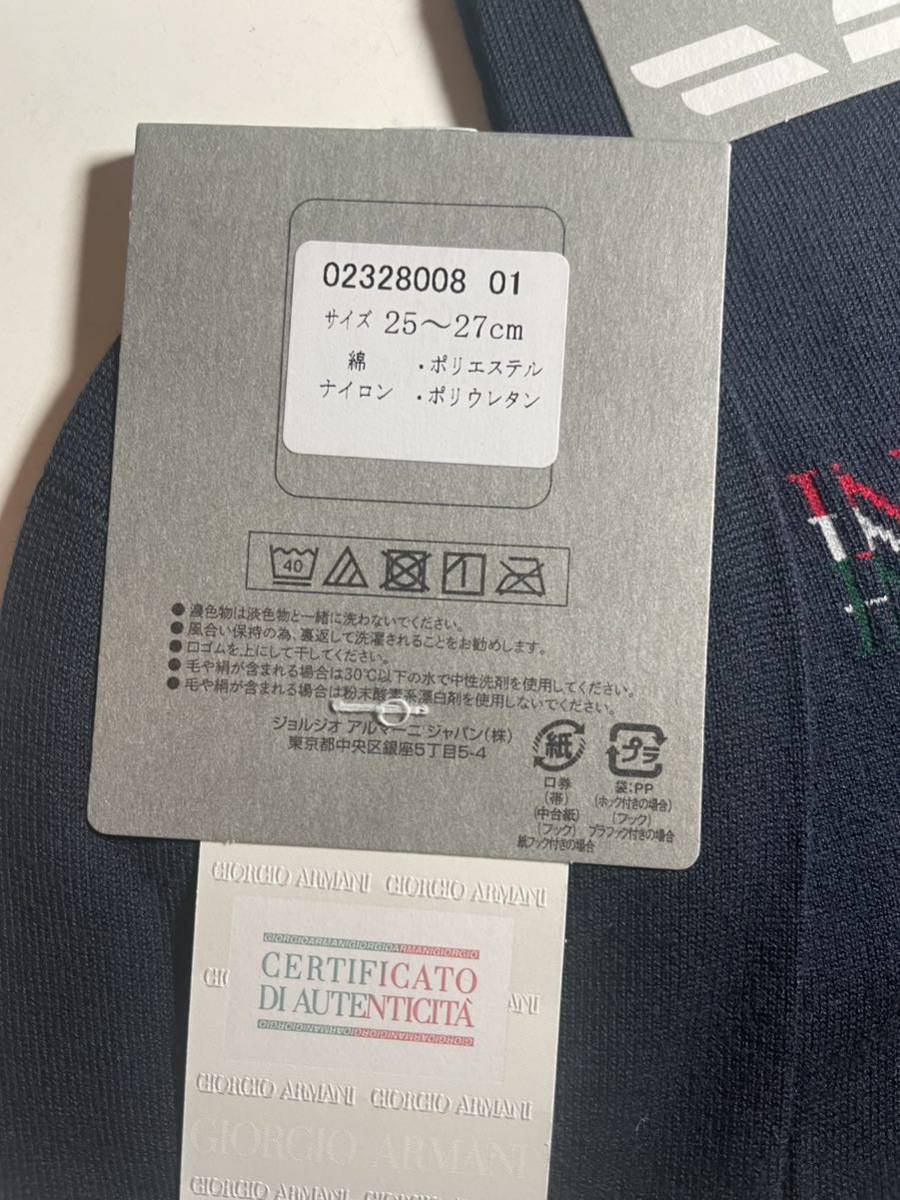 02328008 01
サイズ 25～27cm
綿 ・ポリエステル
ナイロン ・ポリウレタン
40
● 濃色物は淡色物と一緒に洗わないでください。
● 風合い保持の為、裏返して洗濯されることをお勧めします。
● 口ゴムを上にして干してください。
● 毛や絹が含まれる場合は30℃以下の水で中性洗剤を使用してください。
● 毛や絹が含まれる場合は粉末酸素系漂白剤を使用しないでください。
ジョルジオ アルマーニ ジャパン(株)
東京都中央区銀座5丁目5-4
紙
口券
(帯)
(中台紙)
(フック)
紙フック付きの場合
プラ
袋:PP
(ホック付きの場合)
(フック)
プラフック付きの場合
IN
IN
GIORGIO ARMANI GIORGIO ARMANI
GIORGIOARMANIGIORGIOARMANIGIORGIO
CERTIFICATO
DI AUTENTICITÀ
GIORGIO ARMANI GIORGIO ARMANI
GIORGIO ARMANI
GIORGIO ARMANI GIORGIO ARMANI